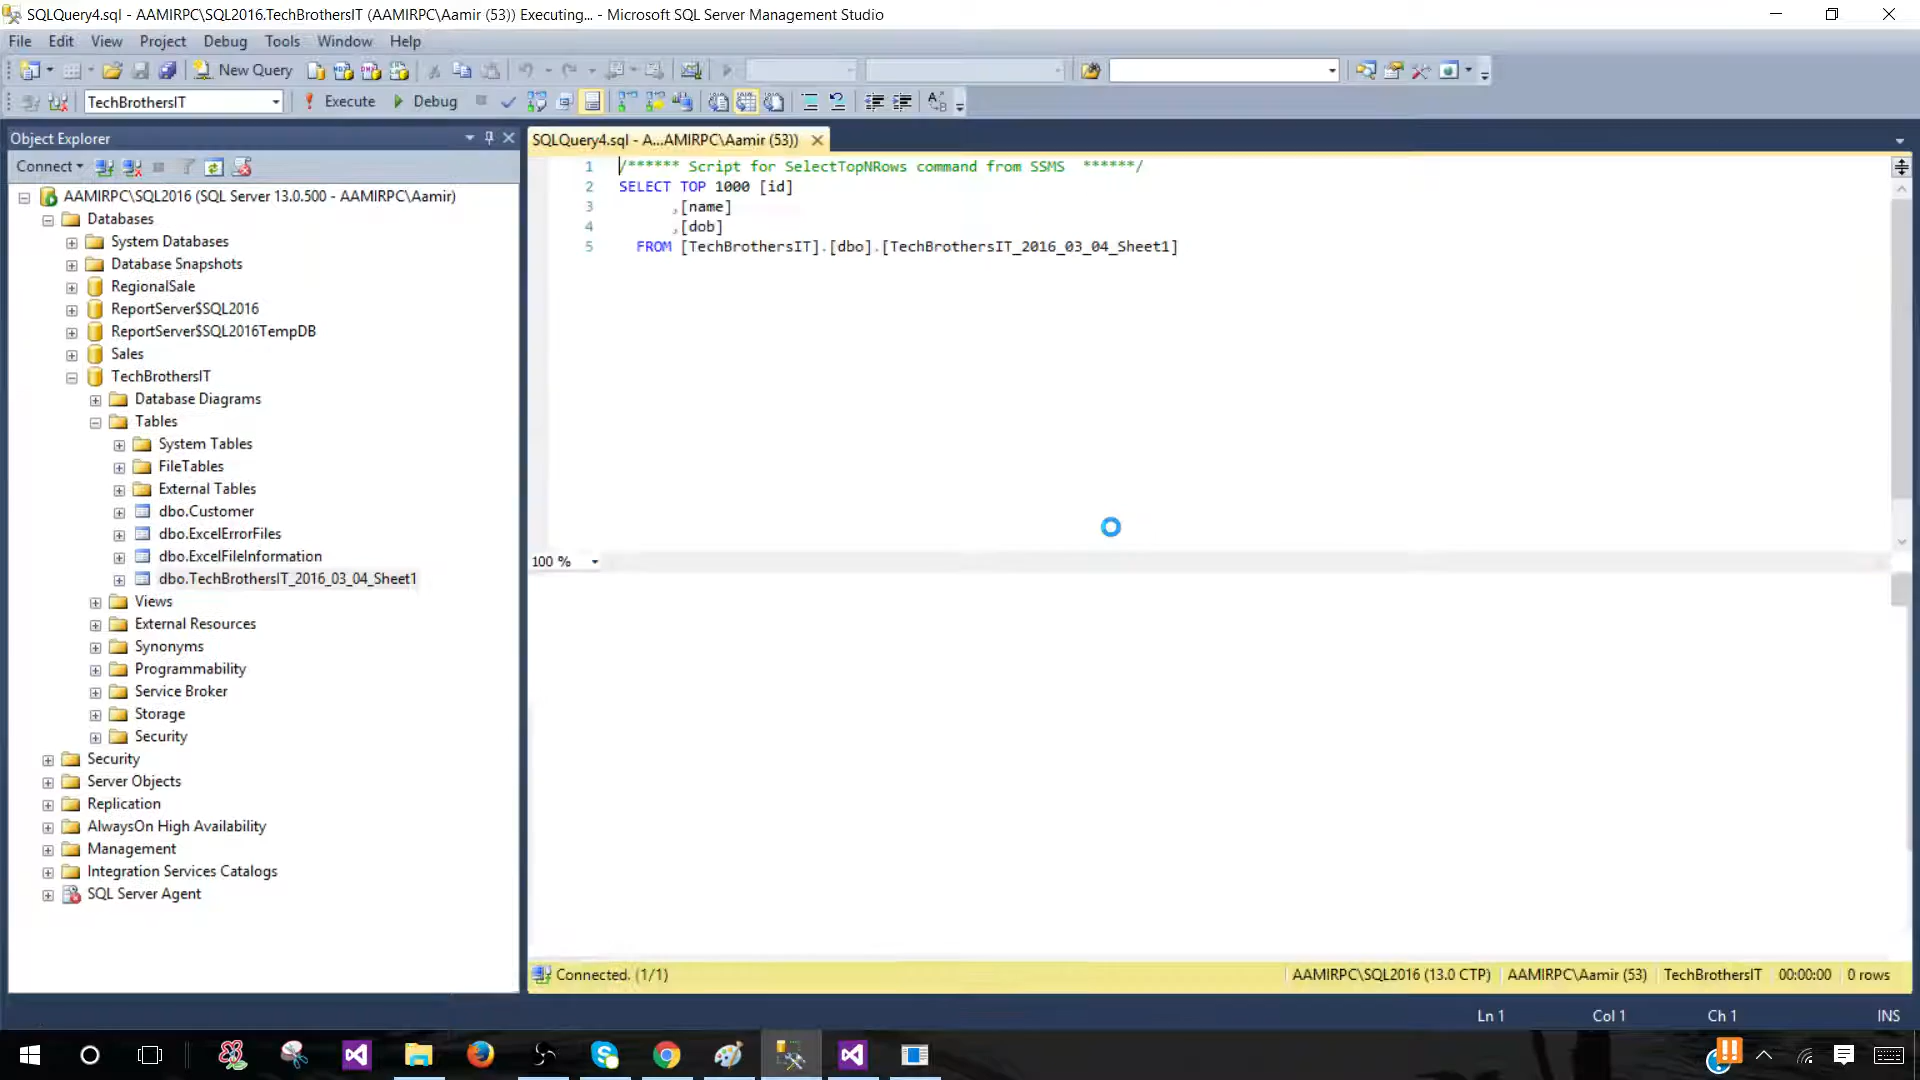 SQLQuery4.sql - AAMIRPC\SQL2016.TechBrothersIT (AAMIRPC\Aamir (53)) Executing... - Microsoft SQL Server Management Studio
File Edit View Project Debug Tools Window Help
New Query
TechBrothersIT Execute Debug
Object Explorer
Connect
AAMIRPC\SQL2016 (SQL Server 13.0.500 - AAMIRPC\Aamir)
Databases
System Databases
Database Snapshots
RegionalSale
ReportServer$SQL2016
ReportServer$SQL2016TempDB
Sales
TechBrothersIT
Database Diagrams
Tables
System Tables
FileTables
External Tables
dbo.Customer
dbo.ExcelErrorFiles
dbo.ExcelFileInformation
dbo.TechBrothersIT_2016_03_04_Sheet1
Views
External Resources
Synonyms
Programmability
Service Broker
Storage
Security
Security
Server Objects
Replication
AlwaysOn High Availability
Management
Integration Services Catalogs
SQL Server Agent
SQLQuery4.sql - A...AMIRPC\Aamir (53))
1 /****** Script for SelectTopNRows command from SSMS ******/
2 SELECT TOP 1000 [id]
3 ,[name]
4 ,[dob]
5 FROM [TechBrothersIT].[dbo].[TechBrothersIT_2016_03_04_Sheet1]
100 %
Connected. (1/1) AAMIRPC\SQL2016 (13.0 CTP) AAMIRPC\Aamir (53) TechBrothersIT 00:00:00 0 rows
Ln 1 Col 1 Ch 1 INS